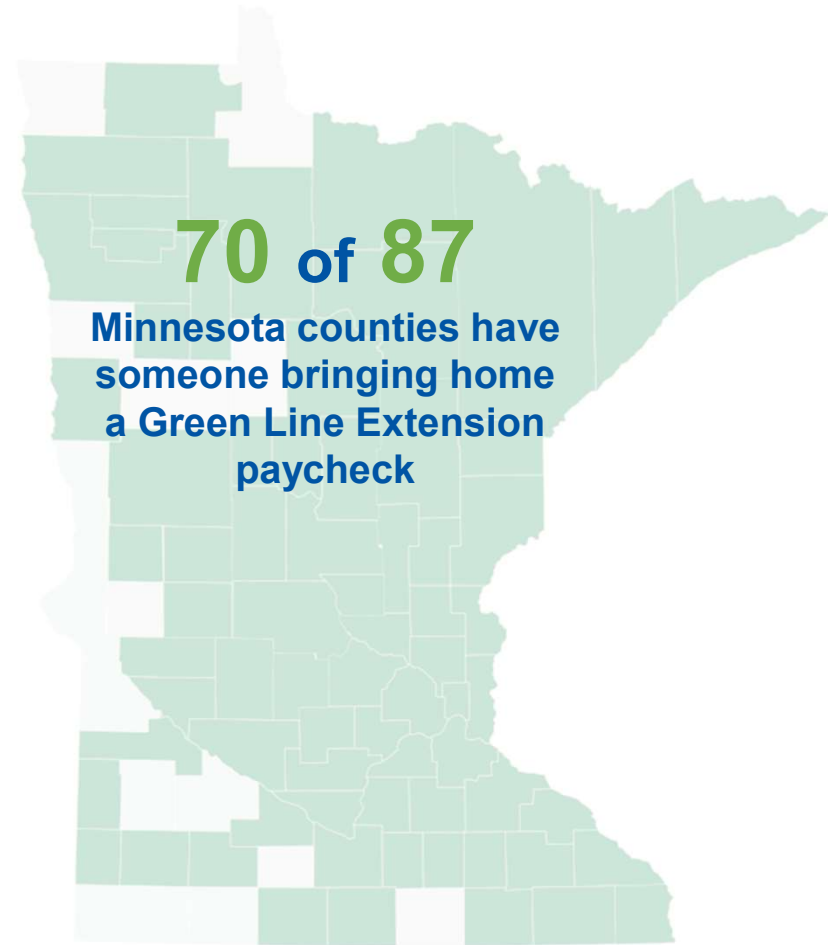 70 of 87
Minnesota counties have
someone bringing home
a Green Line Extension
paycheck